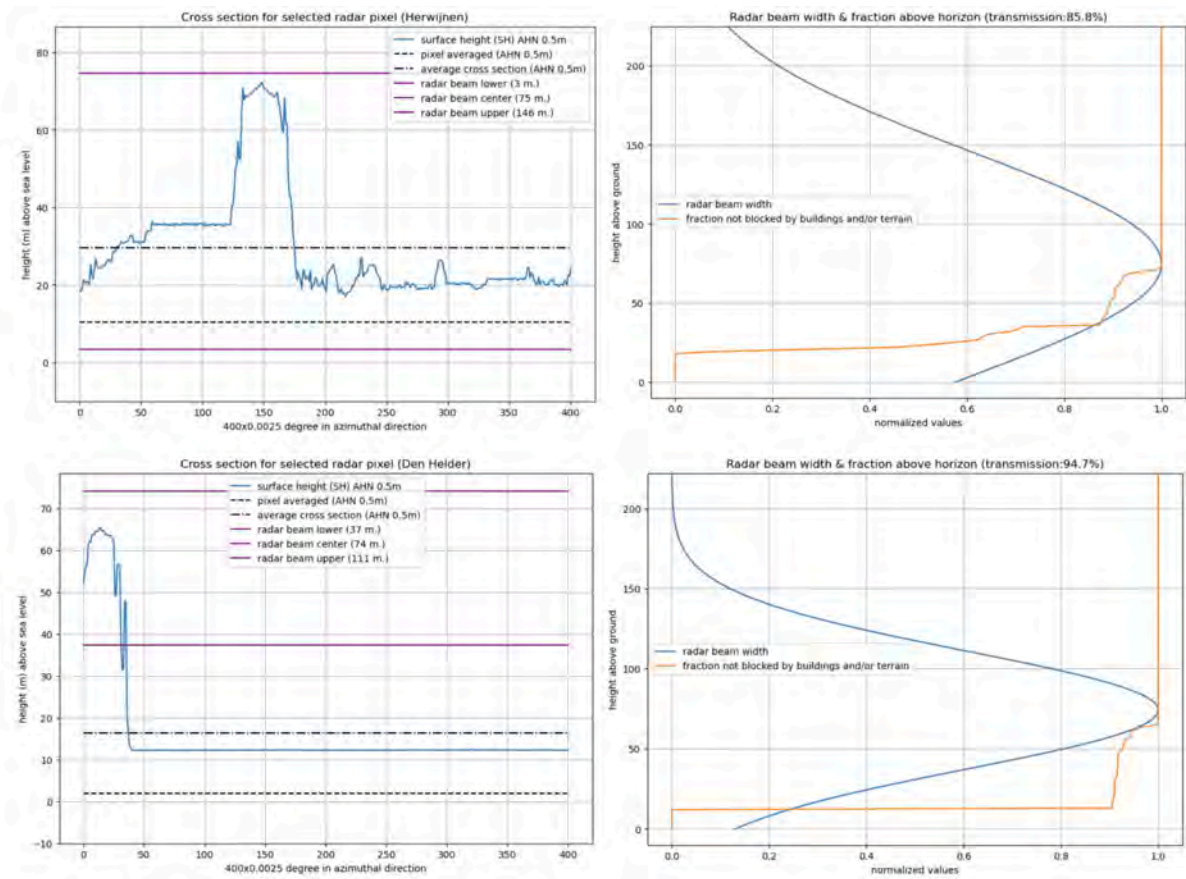 Cross section for selected radar pixel (Herwijnen)
surface height (SH) AHN 0.5m
pixel averaged (AHN 0.5m)
average cross section (AHN 0.5m)
radar beam lower (3 m.)
radar beam center (75 m.)
radar beam upper (146 m.)
height (m) above sea level
80
60
40
20
0
0 50 100 150 200 250 300 350 400
400x0.0025 degree in azimuthal direction
Radar beam width & fraction above horizon (transmission:85.8%)
radar beam width
fraction not blocked by buildings and/or terrain
height above ground
200
150
100
50
0
0.0 0.2 0.4 0.6 0.8 1.0
normalized values
Cross section for selected radar pixel (Den Helder)
surface height (SH) AHN 0.5m
pixel averaged (AHN 0.5m)
average cross section (AHN 0.5m)
radar beam lower (37 m.)
radar beam center (74 m.)
radar beam upper (111 m.)
height (m) above sea level
70
60
50
40
30
20
10
0
−10
0 50 100 150 200 250 300 350 400
400x0.0025 degree in azimuthal direction
Radar beam width & fraction above horizon (transmission:94.7%)
radar beam width
fraction not blocked by buildings and/or terrain
height above ground
200
150
100
50
0
0.0 0.2 0.4 0.6 0.8 1.0
normalized values